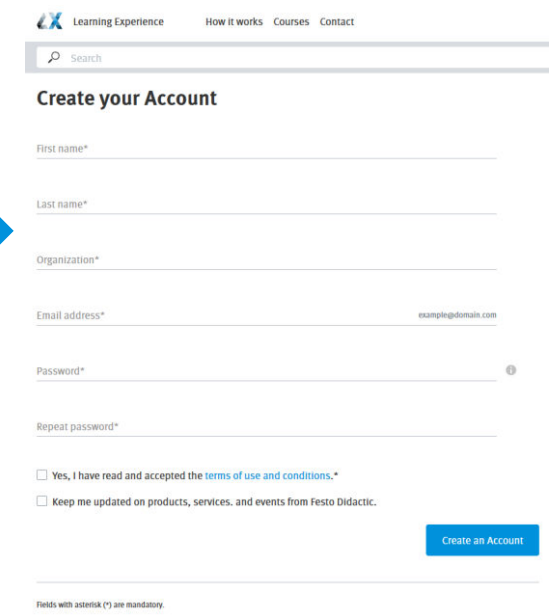 LX Learning Experience How it works Courses Contact
Search
Create your Account
First name*
Last name*
Organization*
Email address* example@domain.com
Password*
Repeat password*
Yes, I have read and accepted the terms of use and conditions.*
Keep me updated on products, services. and events from Festo Didactic.
Create an Account
Fields with asterisk (*) are mandatory.